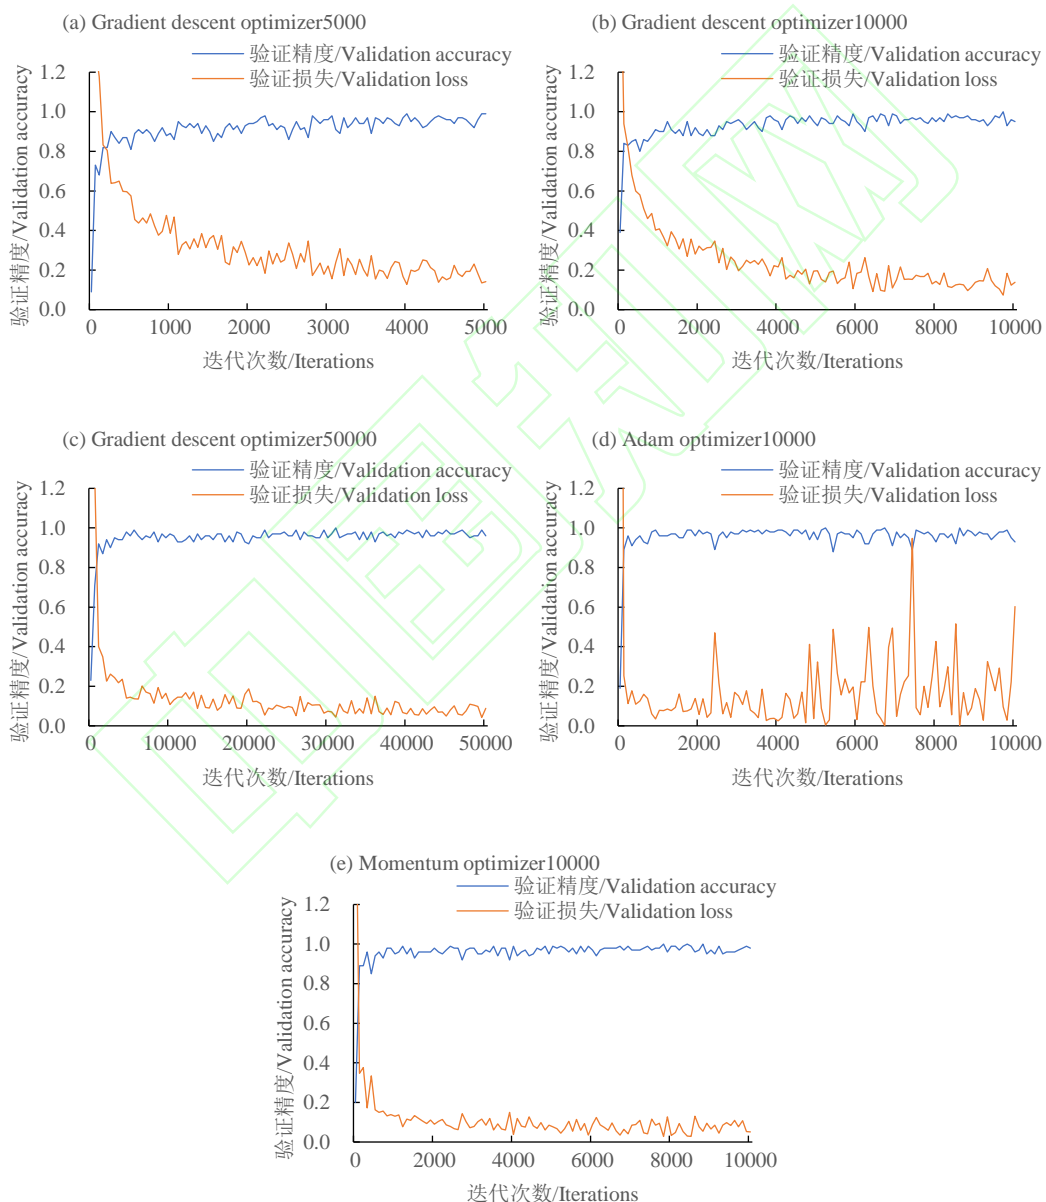 (a) Gradient descent optimizer5000
验证精度/Validation accuracy
验证损失/Validation loss
验证精度/Validation accuracy
1.2
1.0
0.8
0.6
0.4
0.2
0.0
0 1000 2000 3000 4000 5000
迭代次数/Iterations
(b) Gradient descent optimizer10000
验证精度/Validation accuracy
验证损失/Validation loss
验证精度/Validation accuracy
1.2
1.0
0.8
0.6
0.4
0.2
0.0
0 2000 4000 6000 8000 10000
迭代次数/Iterations
(c) Gradient descent optimizer50000
验证精度/Validation accuracy
验证损失/Validation loss
验证精度/Validation accuracy
1.2
1.0
0.8
0.6
0.4
0.2
0.0
0 10000 20000 30000 40000 50000
迭代次数/Iterations
(d) Adam optimizer10000
验证精度/Validation accuracy
验证损失/Validation loss
验证精度/Validation accuracy
1.2
1.0
0.8
0.6
0.4
0.2
0.0
0 2000 4000 6000 8000 10000
迭代次数/Iterations
(e) Momentum optimizer10000
验证精度/Validation accuracy
验证损失/Validation loss
验证精度/Validation accuracy
1.2
1.0
0.8
0.6
0.4
0.2
0.0
0 2000 4000 6000 8000 10000
迭代次数/Iterations
中国知网